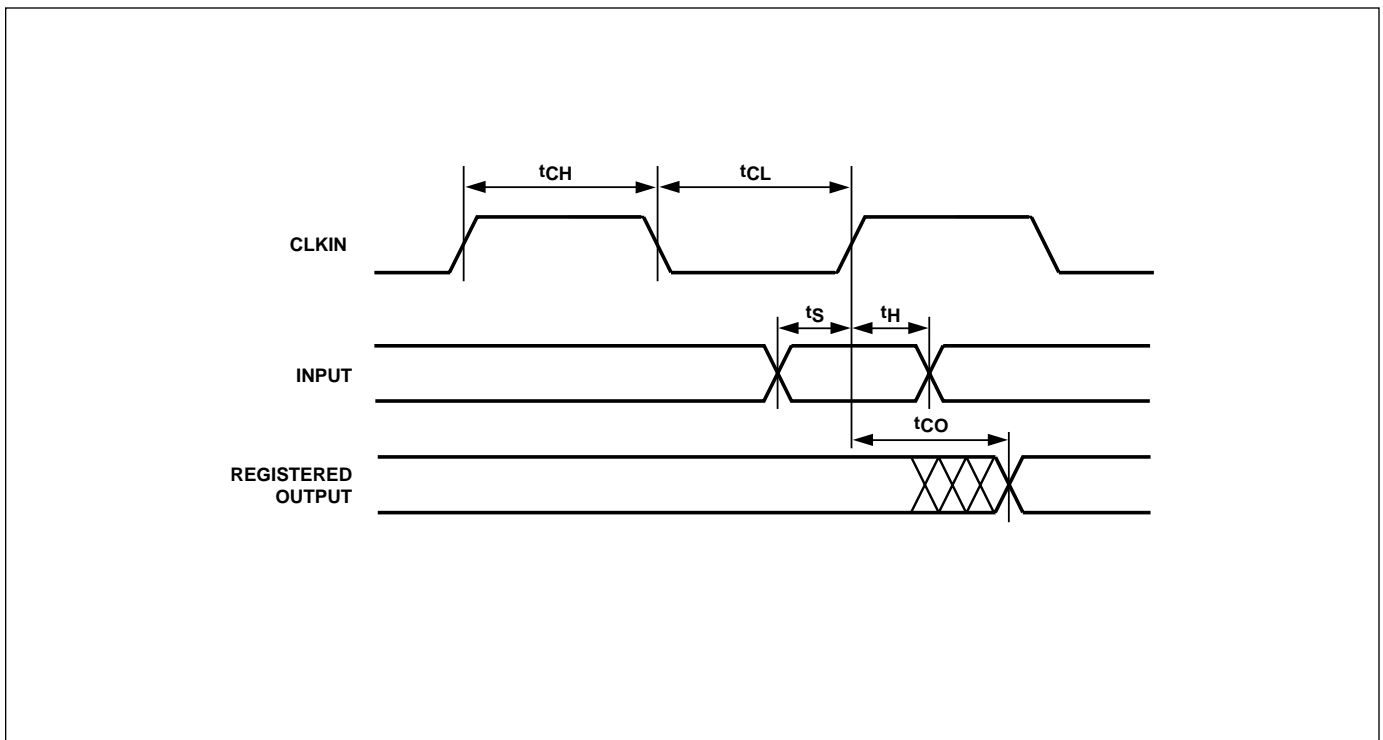 tCH
tCL
CLKIN
tS
tH
INPUT
tCO
REGISTERED
OUTPUT